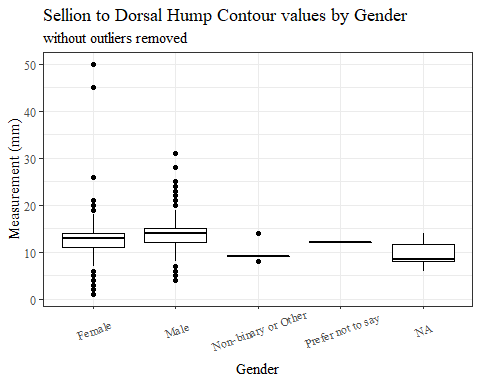 Sellion to Dorsal Hump Contour values by Gender
without outliers removed
Measurement (mm)
50
40
30
20
10
0
Female
Male
Non-binary or Other
Prefer not to say
NA
Gender